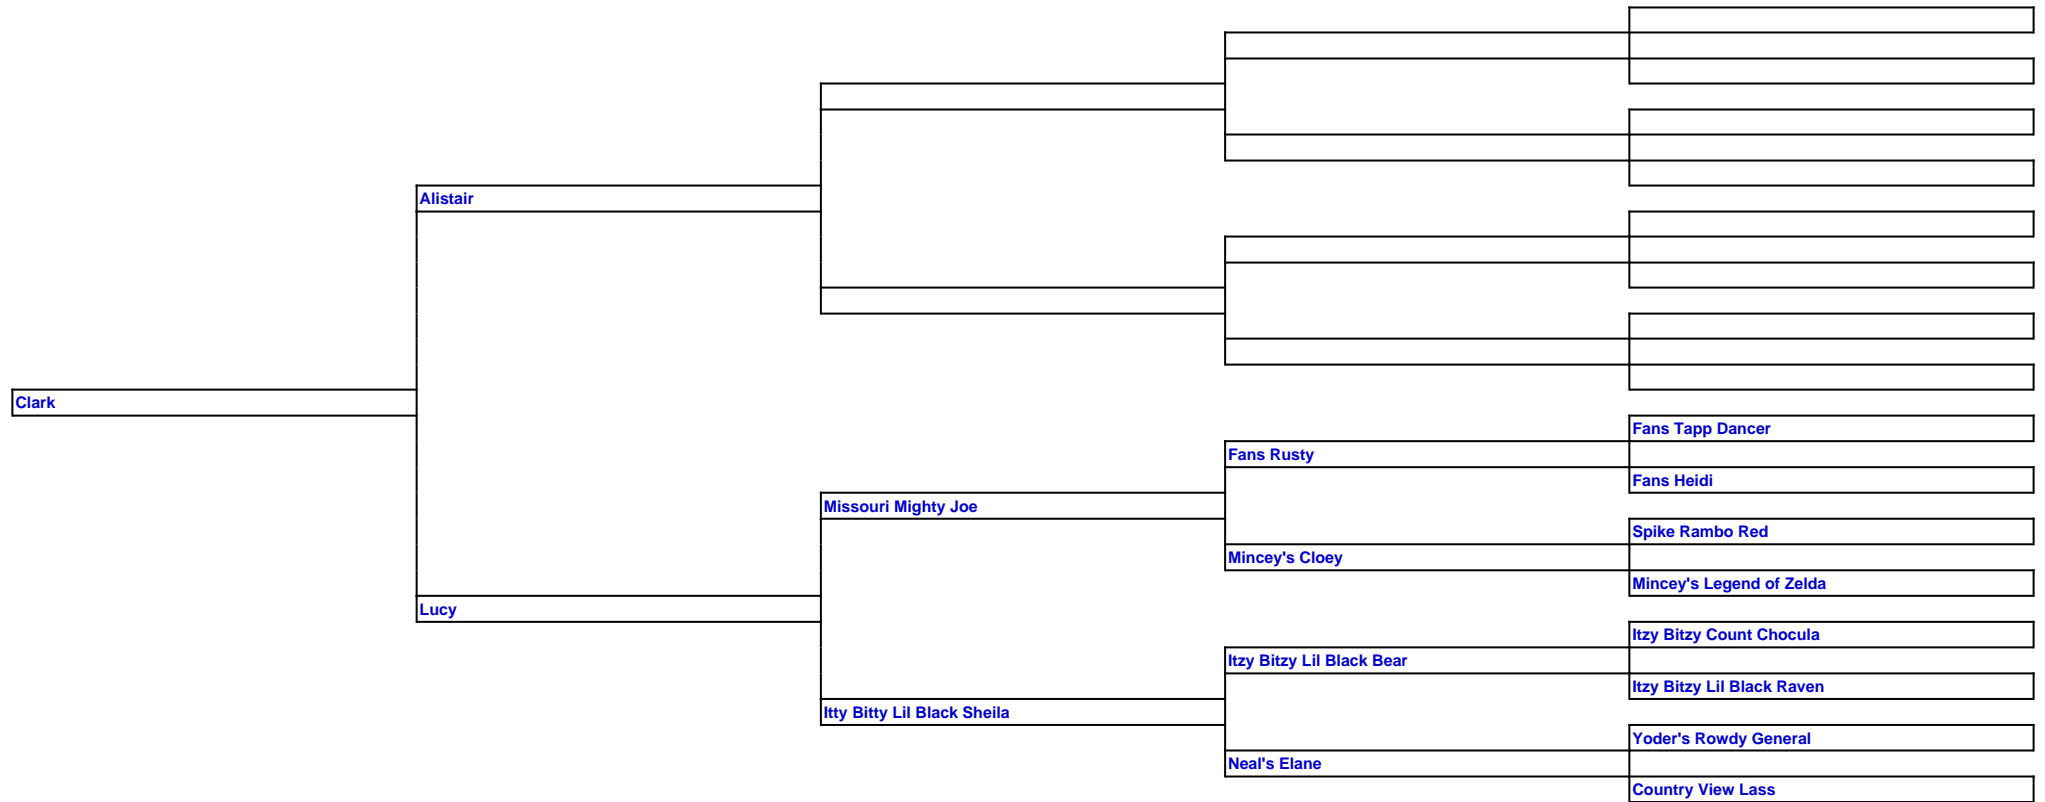 Alistair
Clark
Fans Tapp Dancer
Fans Rusty
Fans Heidi
Missouri Mighty Joe
Spike Rambo Red
Mincey's Cloey
Mincey's Legend of Zelda
Lucy
Itzy Bitzy Count Chocula
Itzy Bitzy Lil Black Bear
Itzy Bitzy Lil Black Raven
Itty Bitty Lil Black Sheila
Yoder's Rowdy General
Neal's Elane
Country View Lass